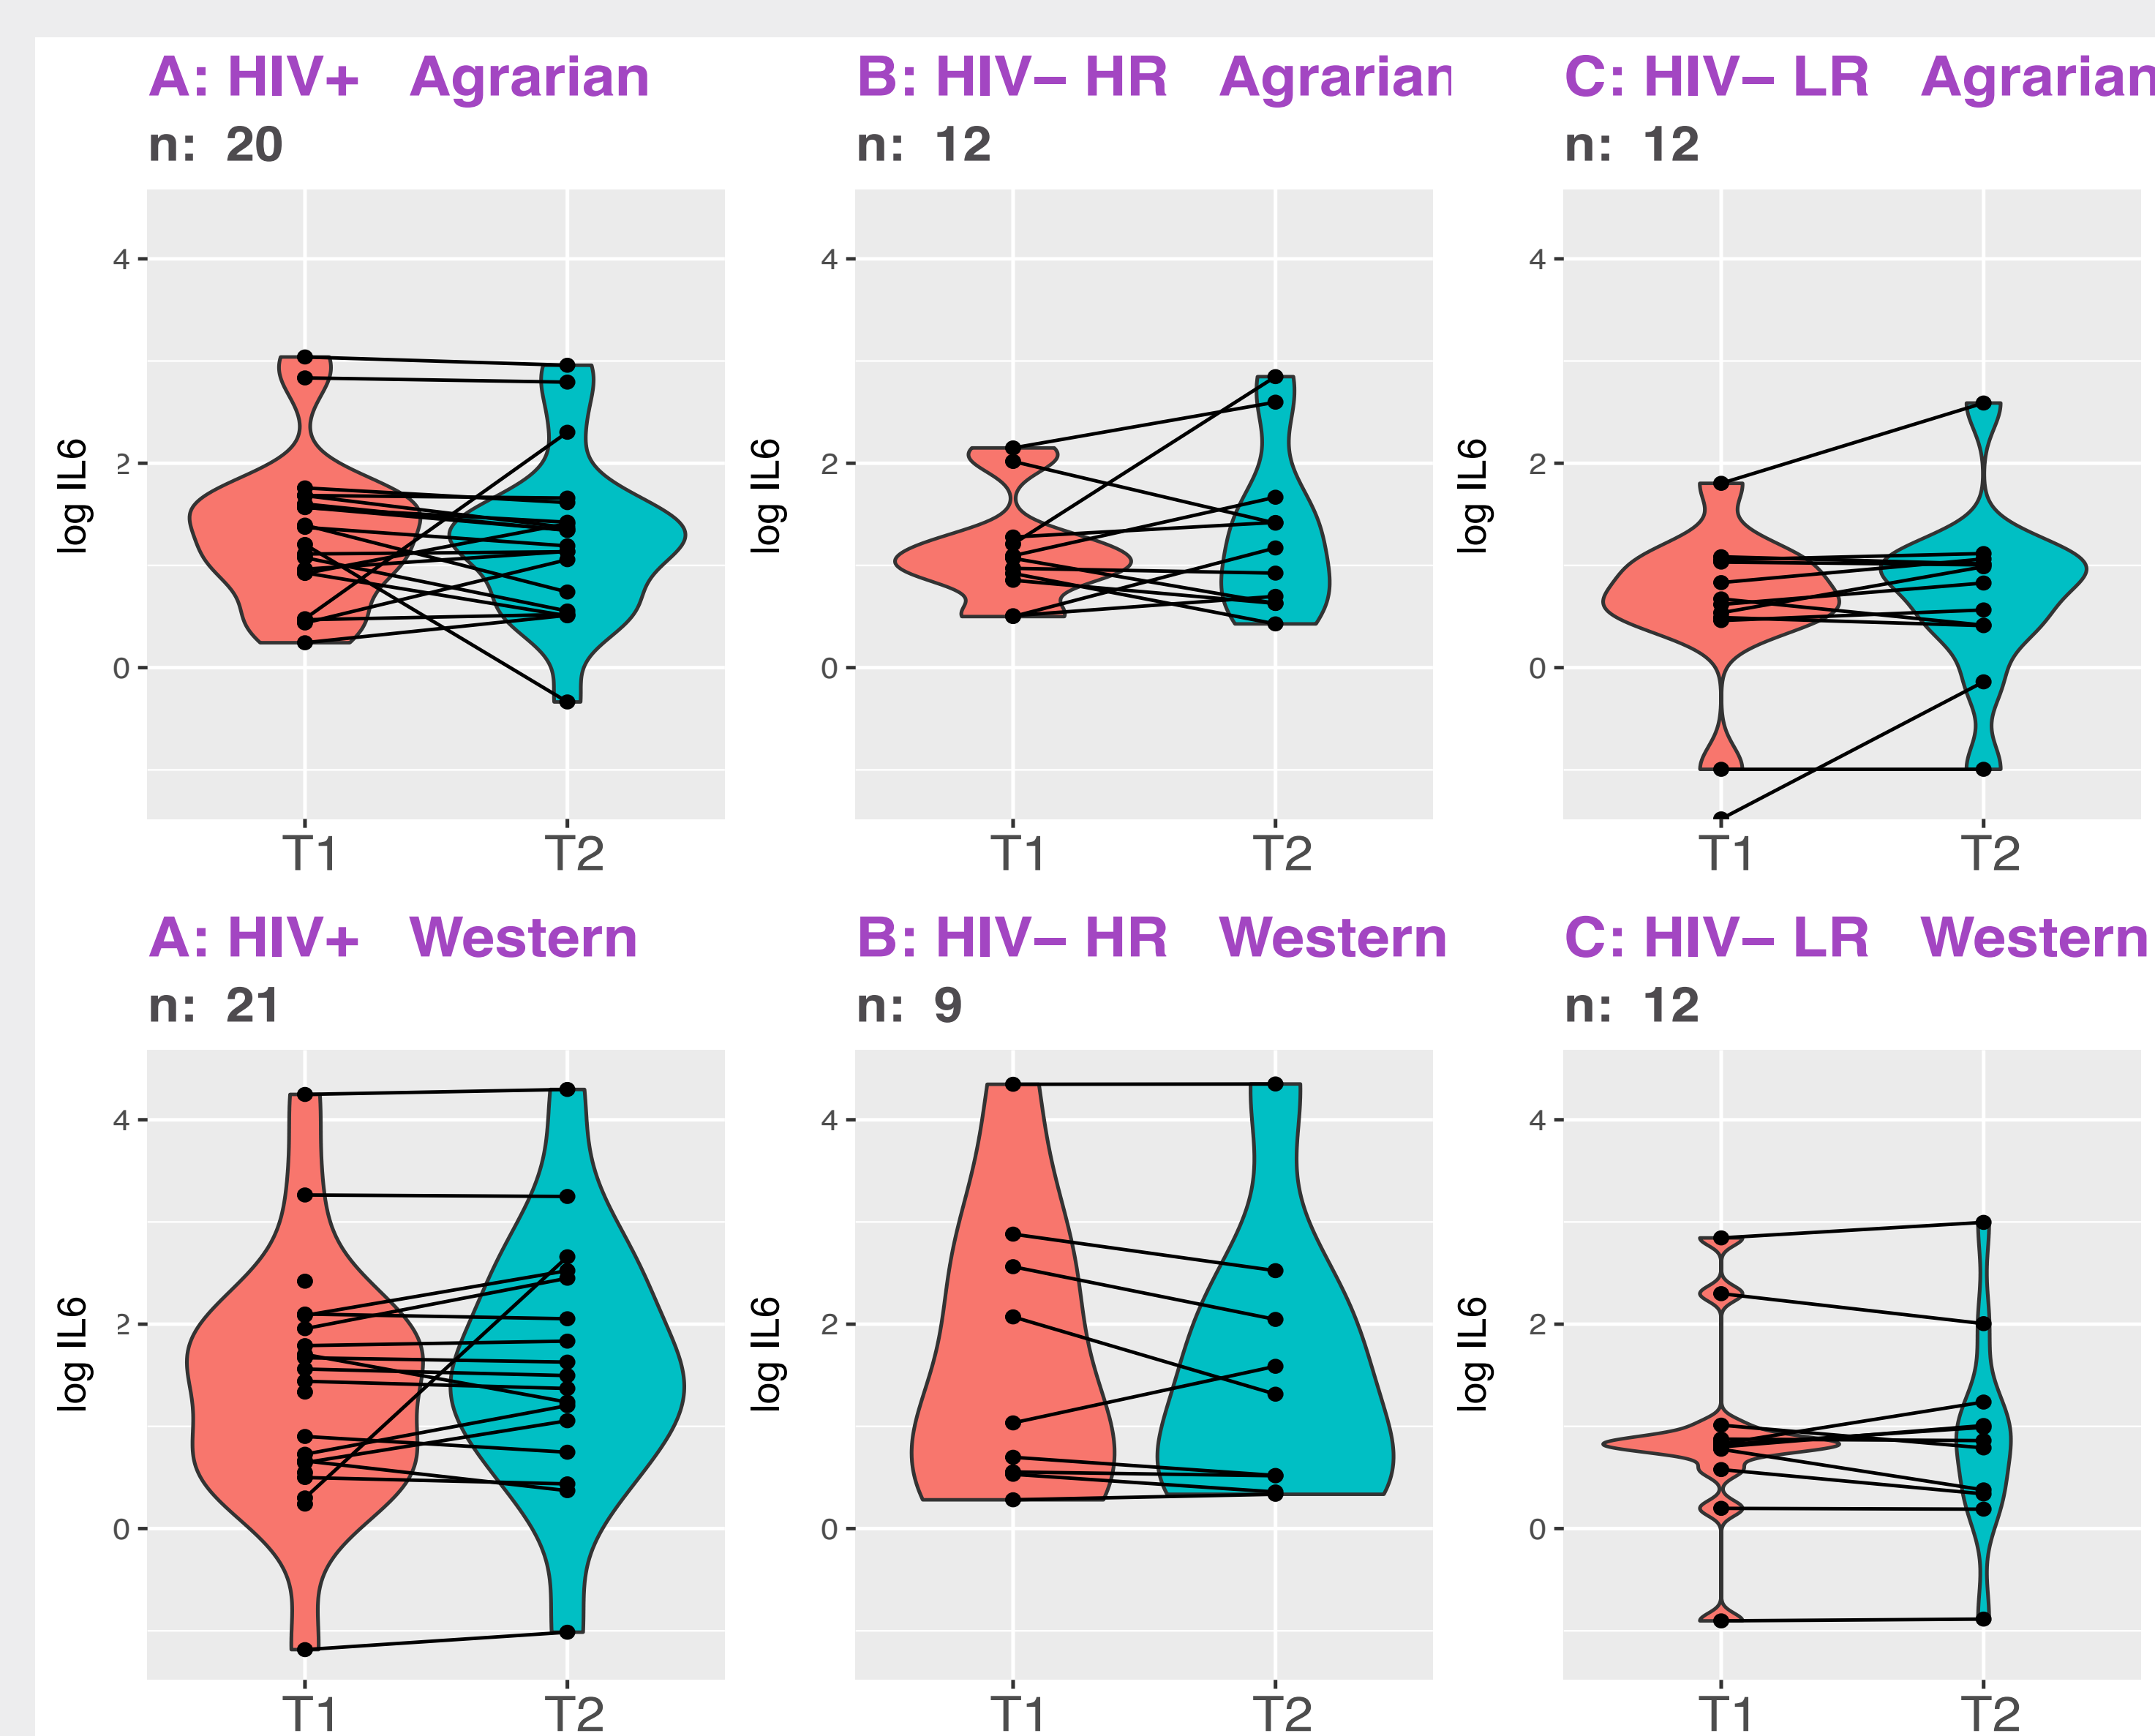 A: HIV+ Agrarian
n: 20
log IL6
4
2
0
T1 T2
B: HIV– HR Agrarian
n: 12
log IL6
4
2
0
T1 T2
C: HIV– LR Agrarian
n: 12
log IL6
4
2
0
T1 T2
A: HIV+ Western
n: 21
log IL6
4
2
0
T1 T2
B: HIV– HR Western
n: 9
log IL6
4
2
0
T1 T2
C: HIV– LR Western
n: 12
log IL6
4
2
0
T1 T2